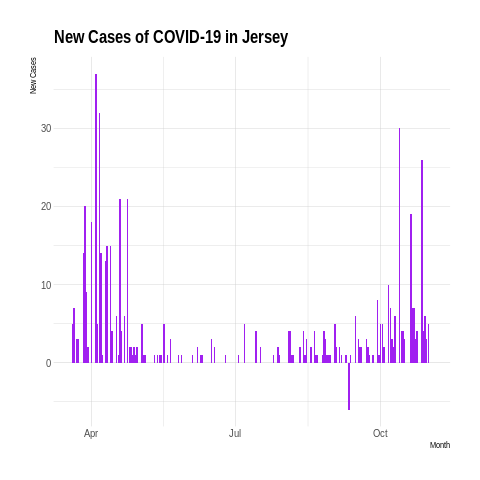 New Cases of COVID-19 in Jersey
New Cases
30
20
10
0
Apr
Jul
Oct
Month